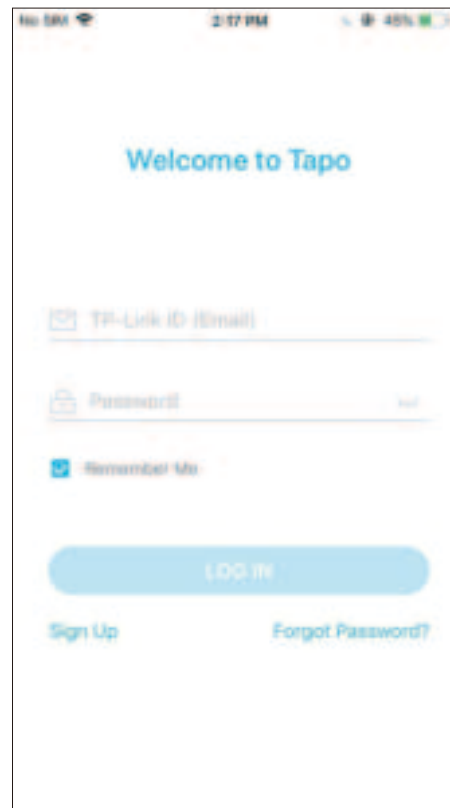 No SIM 2:17 PM 45%
Welcome to Tapo
TP-Link ID (Email)
Password
Remember Me
LOG IN
Sign Up Forgot Password?